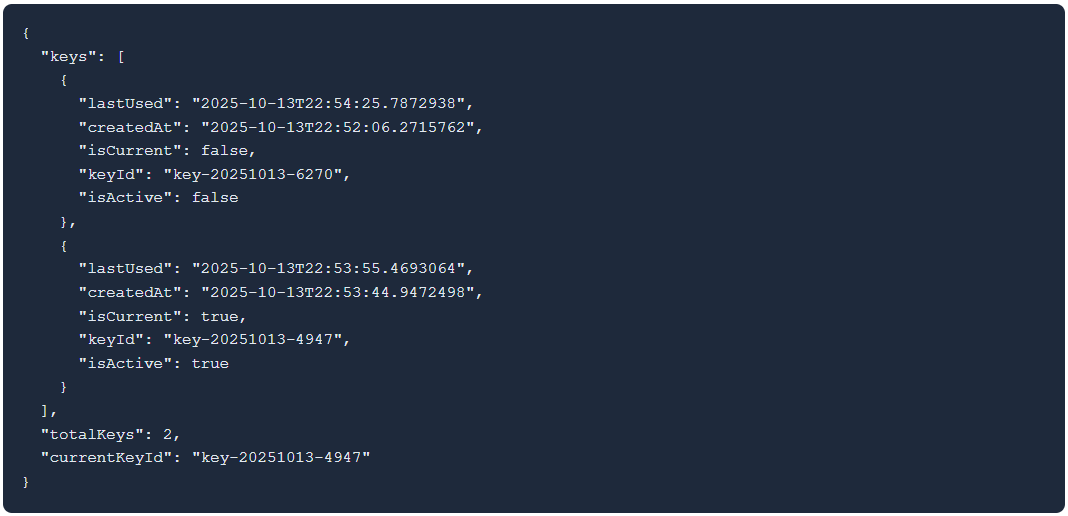 {
  "keys": [
    {
      "lastUsed": "2025-10-13T22:54:25.7872938",
      "createdAt": "2025-10-13T22:52:06.2715762",
      "isCurrent": false,
      "keyId": "key-20251013-6270",
      "isActive": false
    },
    {
      "lastUsed": "2025-10-13T22:53:55.4693064",
      "createdAt": "2025-10-13T22:53:44.9472498",
      "isCurrent": true,
      "keyId": "key-20251013-4947",
      "isActive": true
    }
  ],
  "totalKeys": 2,
  "currentKeyId": "key-20251013-4947"
}